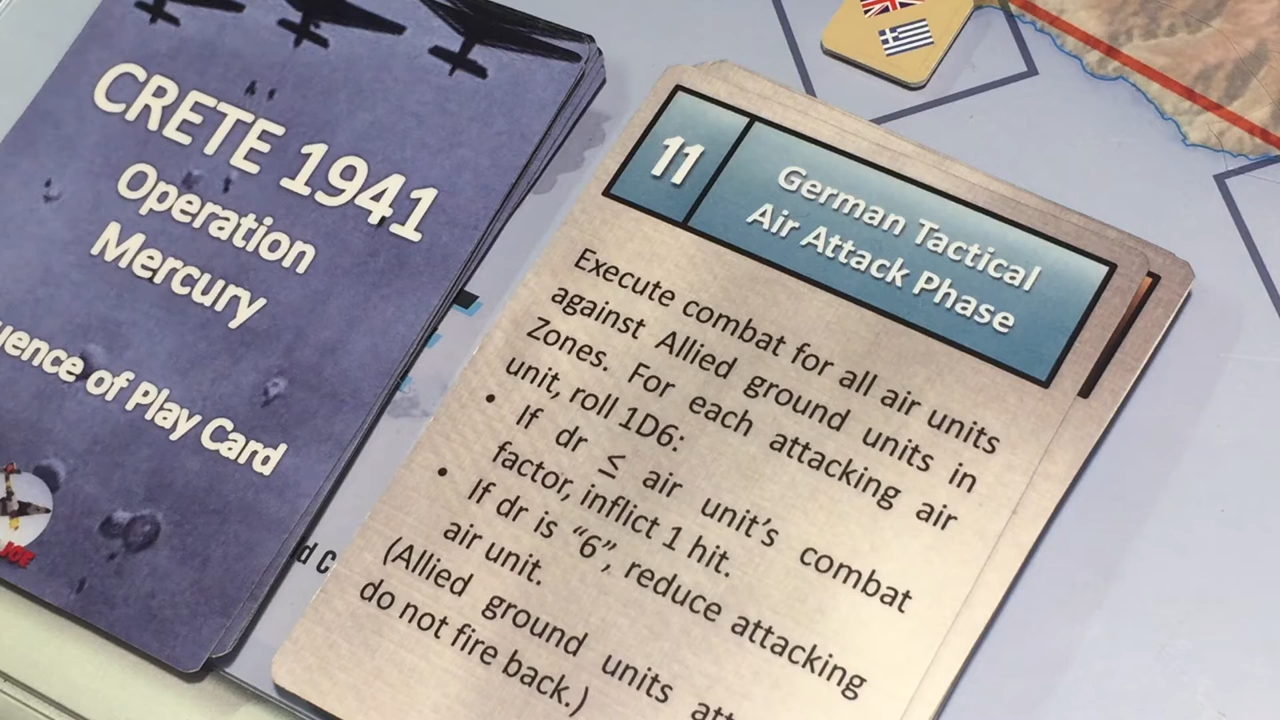 CRETE 1941
Operation
Mercury
of Play Card
JOE
11
German Tactical
Air Attack Phase
Execute combat for all air units
against Allied ground units in
Zones. For each attacking air
unit, roll 1D6:
• If dr ≤ air unit's combat
factor, inflict 1 hit.
• If dr is “6”, reduce attacking
air unit.
(Allied ground units
do not fire back.)
d C